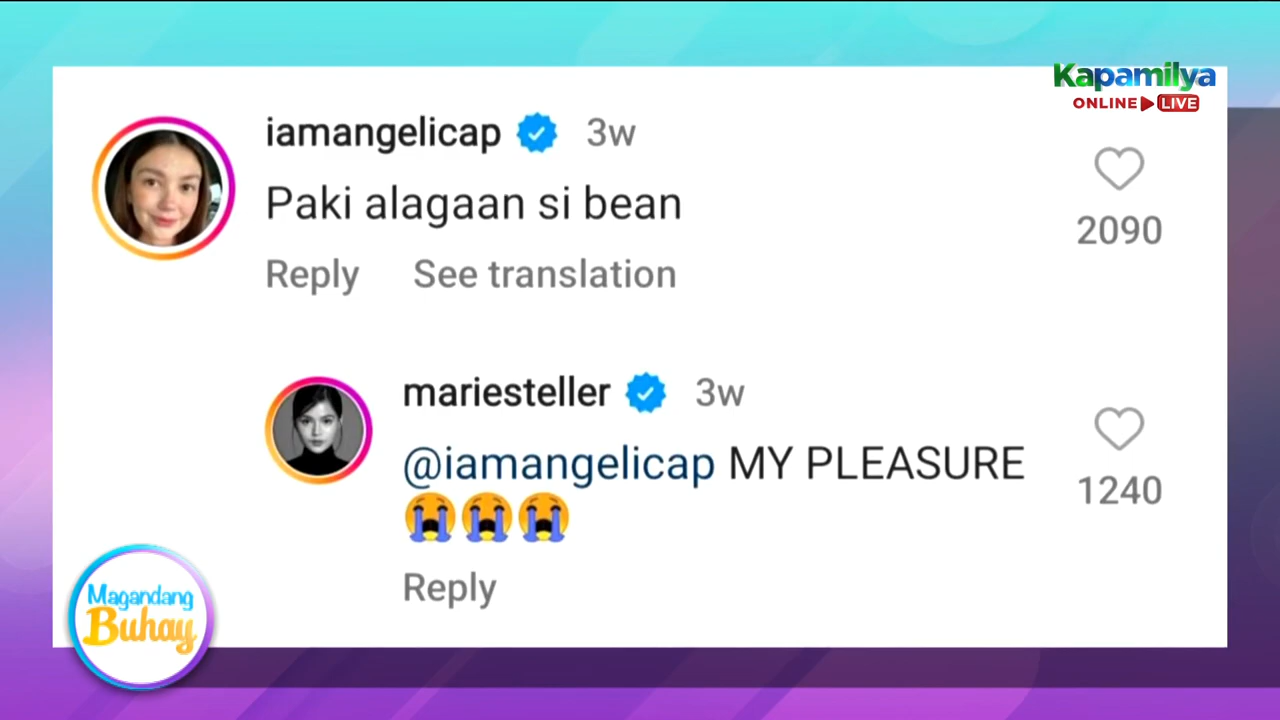 Kapamilya
ONLINE LIVE
iamangelicap 3w
Paki alagaan si bean
2090
Reply See translation
mariesteller 3w
@iamangelicap MY PLEASURE
😭😭😭
1240
Reply
Magandang
Buhay